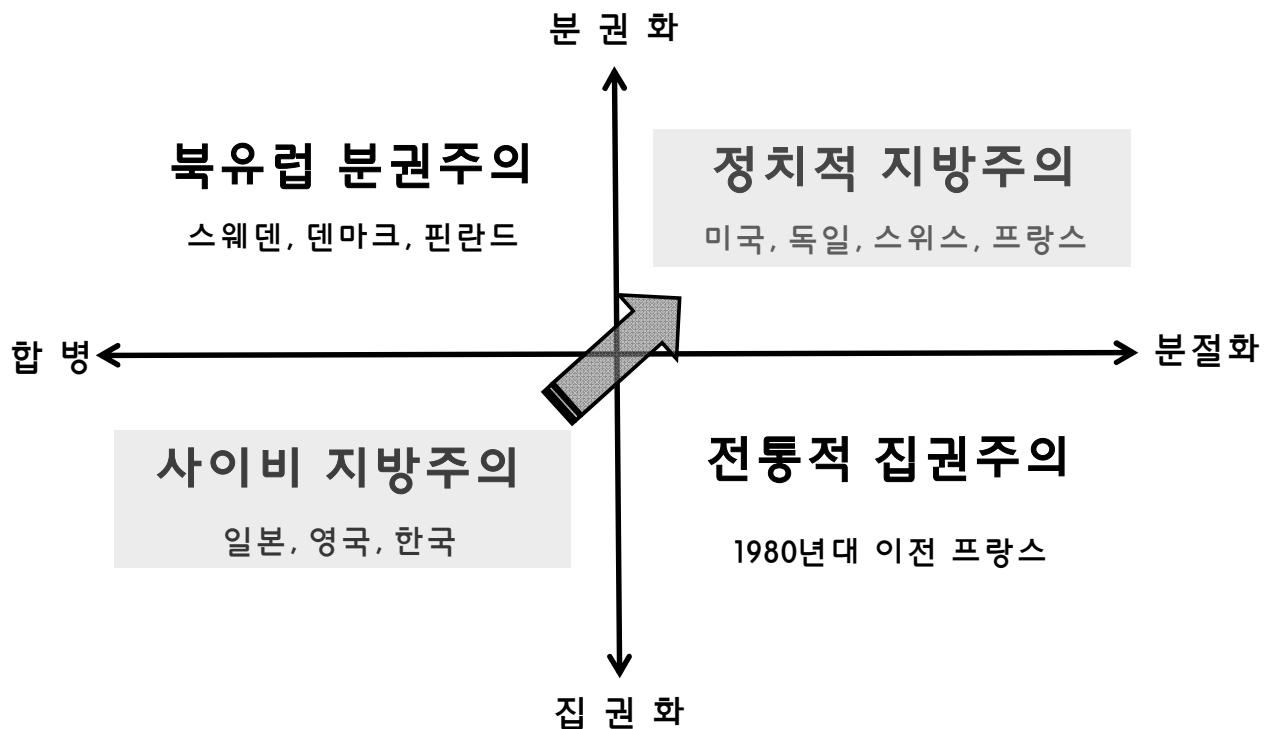 분권화
북유럽 분권주의
스웨덴, 덴마크, 핀란드
정치적 지방주의
미국, 독일, 스위스, 프랑스
합병
분절화
사이비 지방주의
일본, 영국, 한국
전통적 집권주의
1980년대 이전 프랑스
집권화